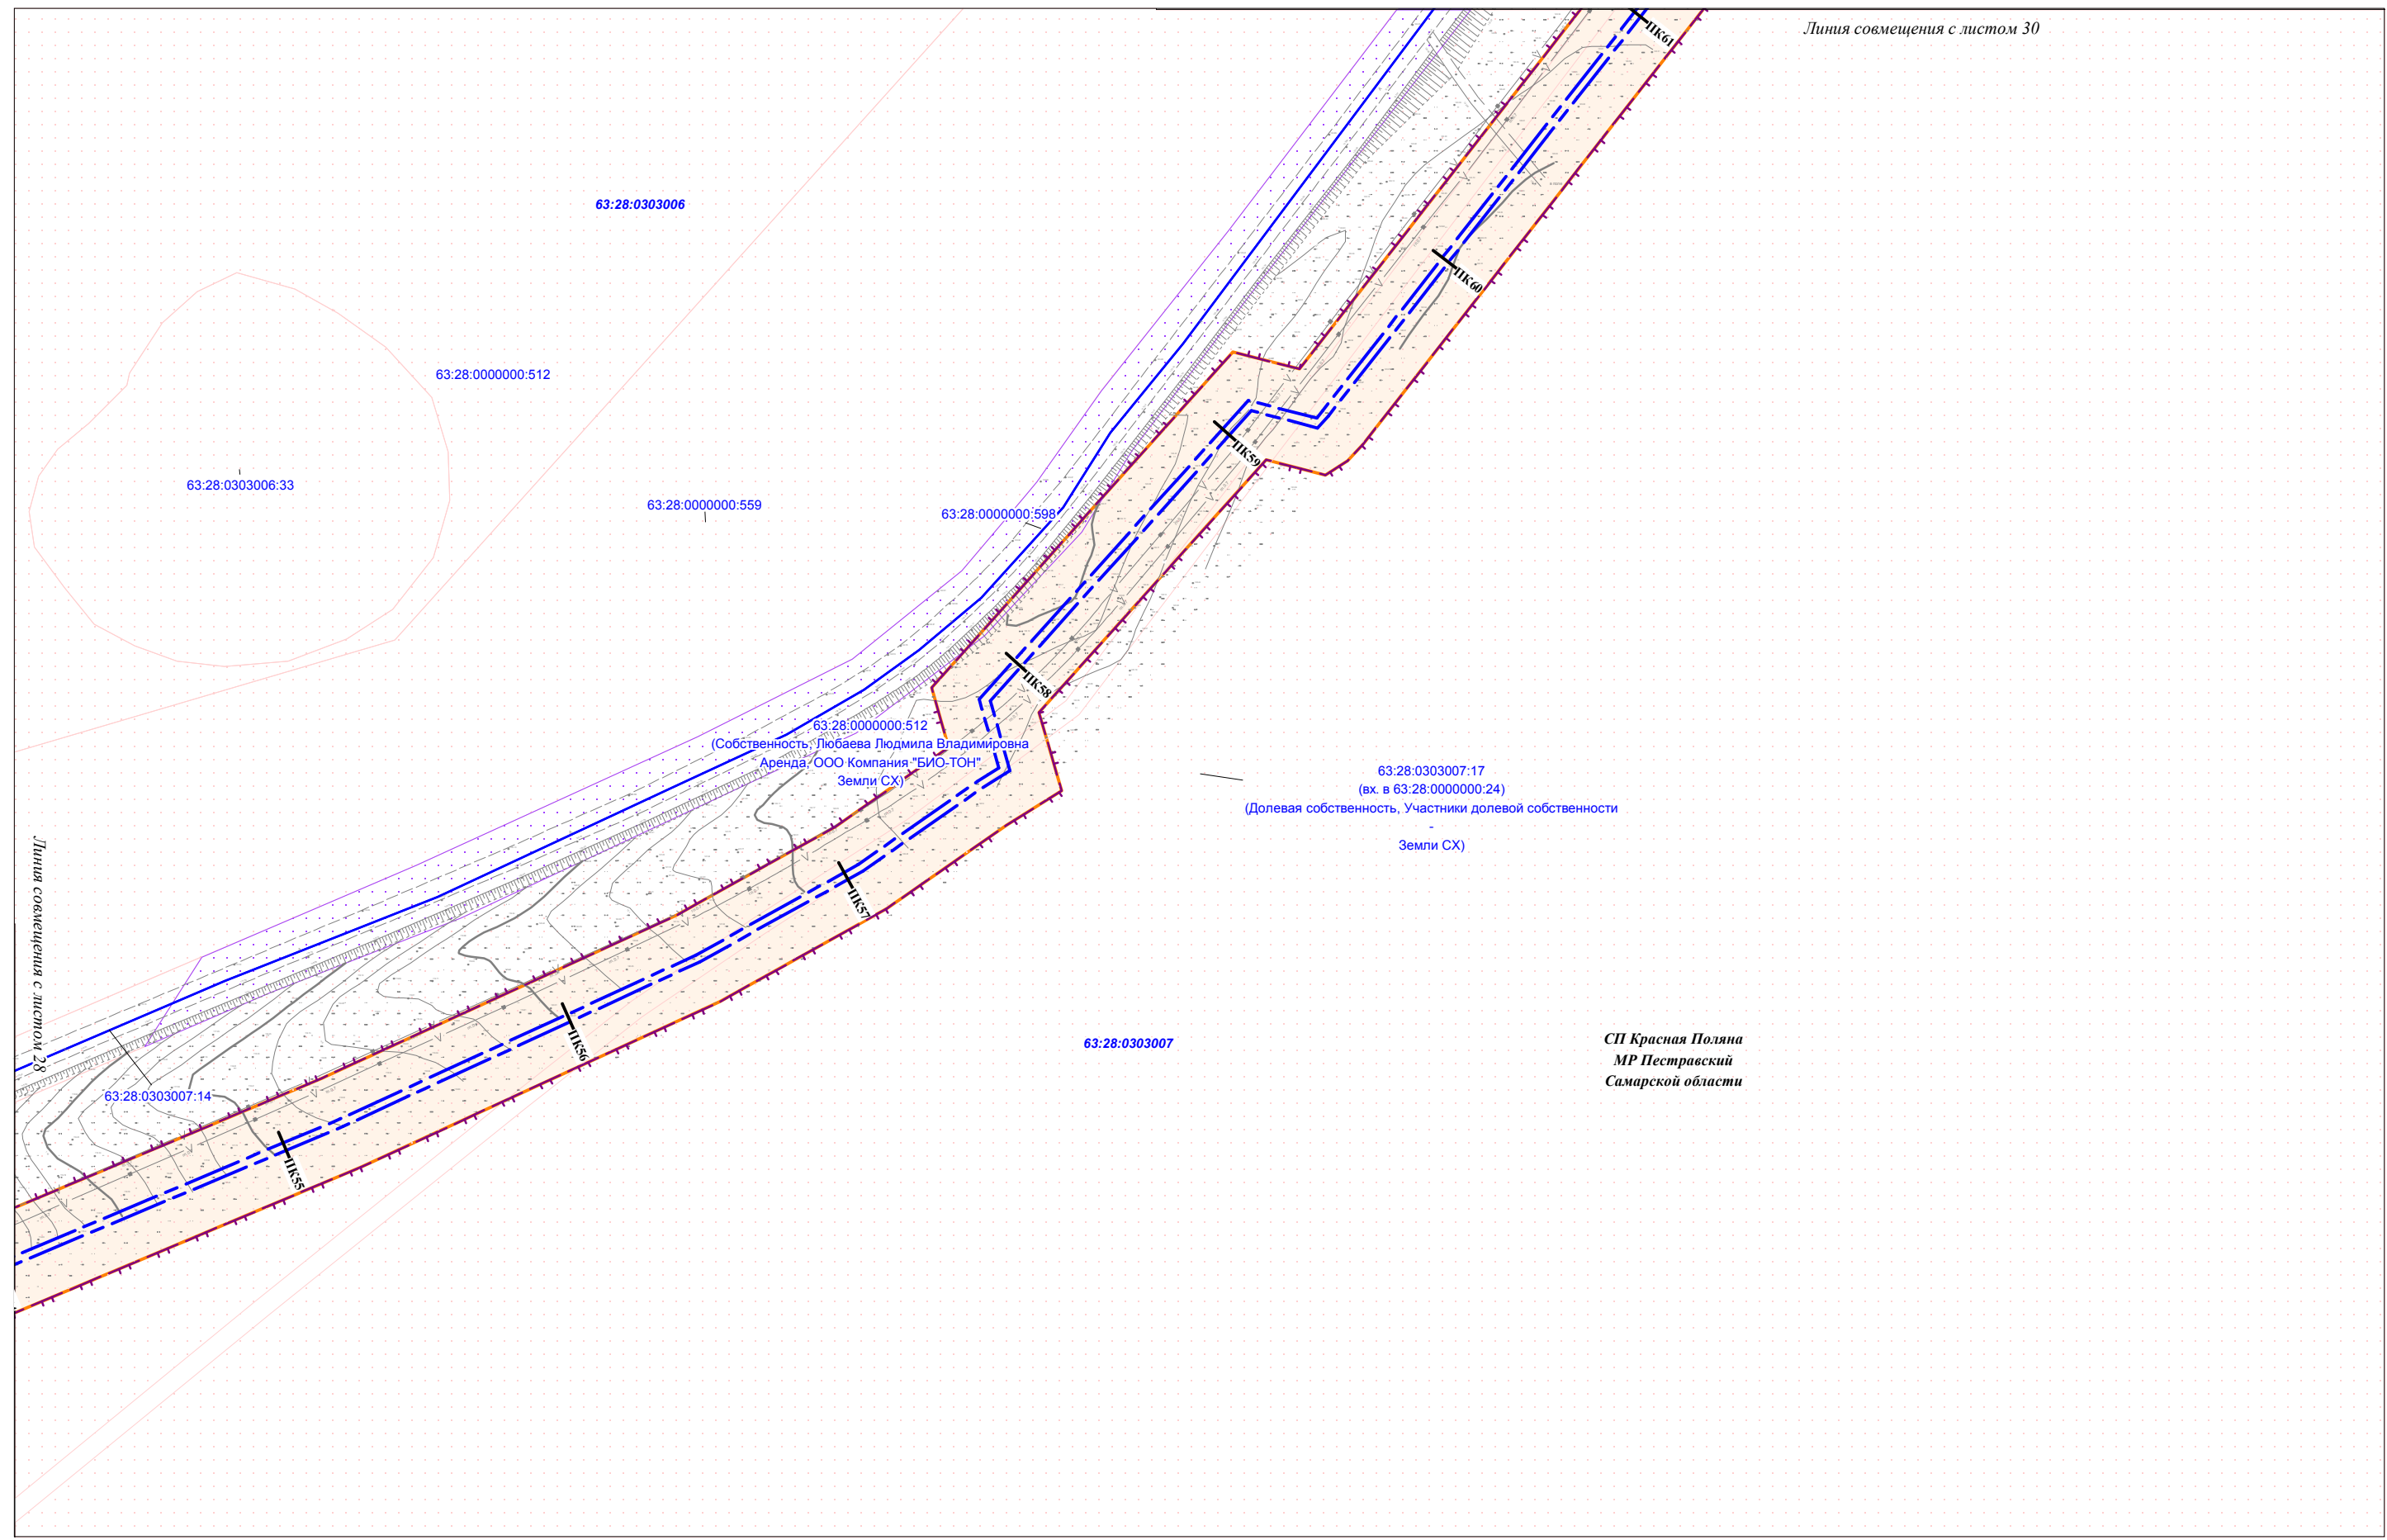 Линия совмещения с листом 30
ПК61
63:28:0303006
ПК60
63:28:0000000:512
ПК59
63:28:0303006:33
63:28:0000000:559
63:28:0000000:598
ПК58
63:28:0000000:512
(Собственность, Любаева Людмила Владимировна
Аренда, ООО Компания "БИО-ТОН"
Земли СХ)
63:28:0303007:17
(вх. в 63:28:0000000:24)
(Долевая собственность, Участники долевой собственности
-
Земли СХ)
ПК57
Линия совмещения с листом 28
ПК56
63:28:0303007
СП Красная Поляна
МР Пестравский
Самарской области
63:28:0303007:14
ПК55